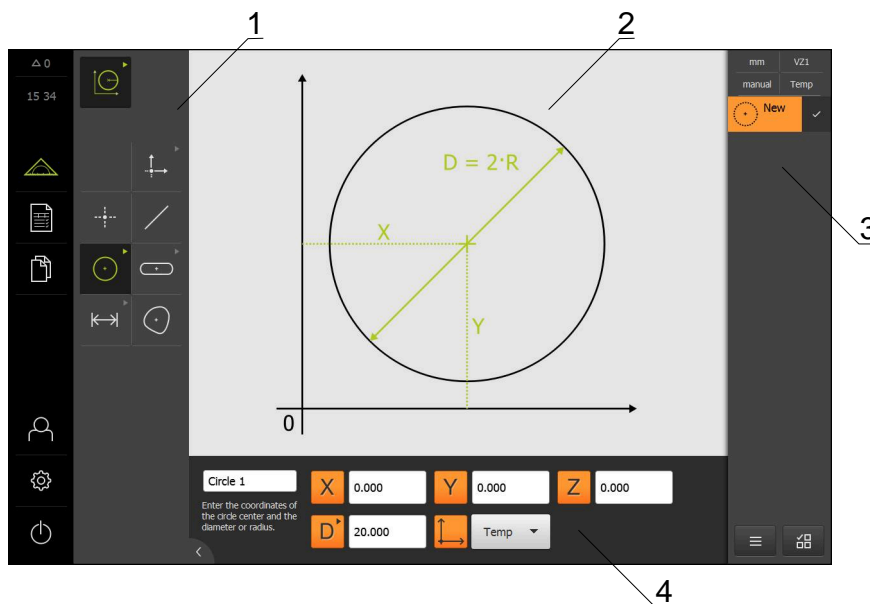 1
2
3
4
△ 0
15 34
D = 2·R
X
Y
0
mm
VZ1
manual
Temp
New
Circle 1
Enter the coordinates of
the circle center and the
diameter or radius.
X 0.000
Y 0.000
Z 0.000
D 20.000
Temp